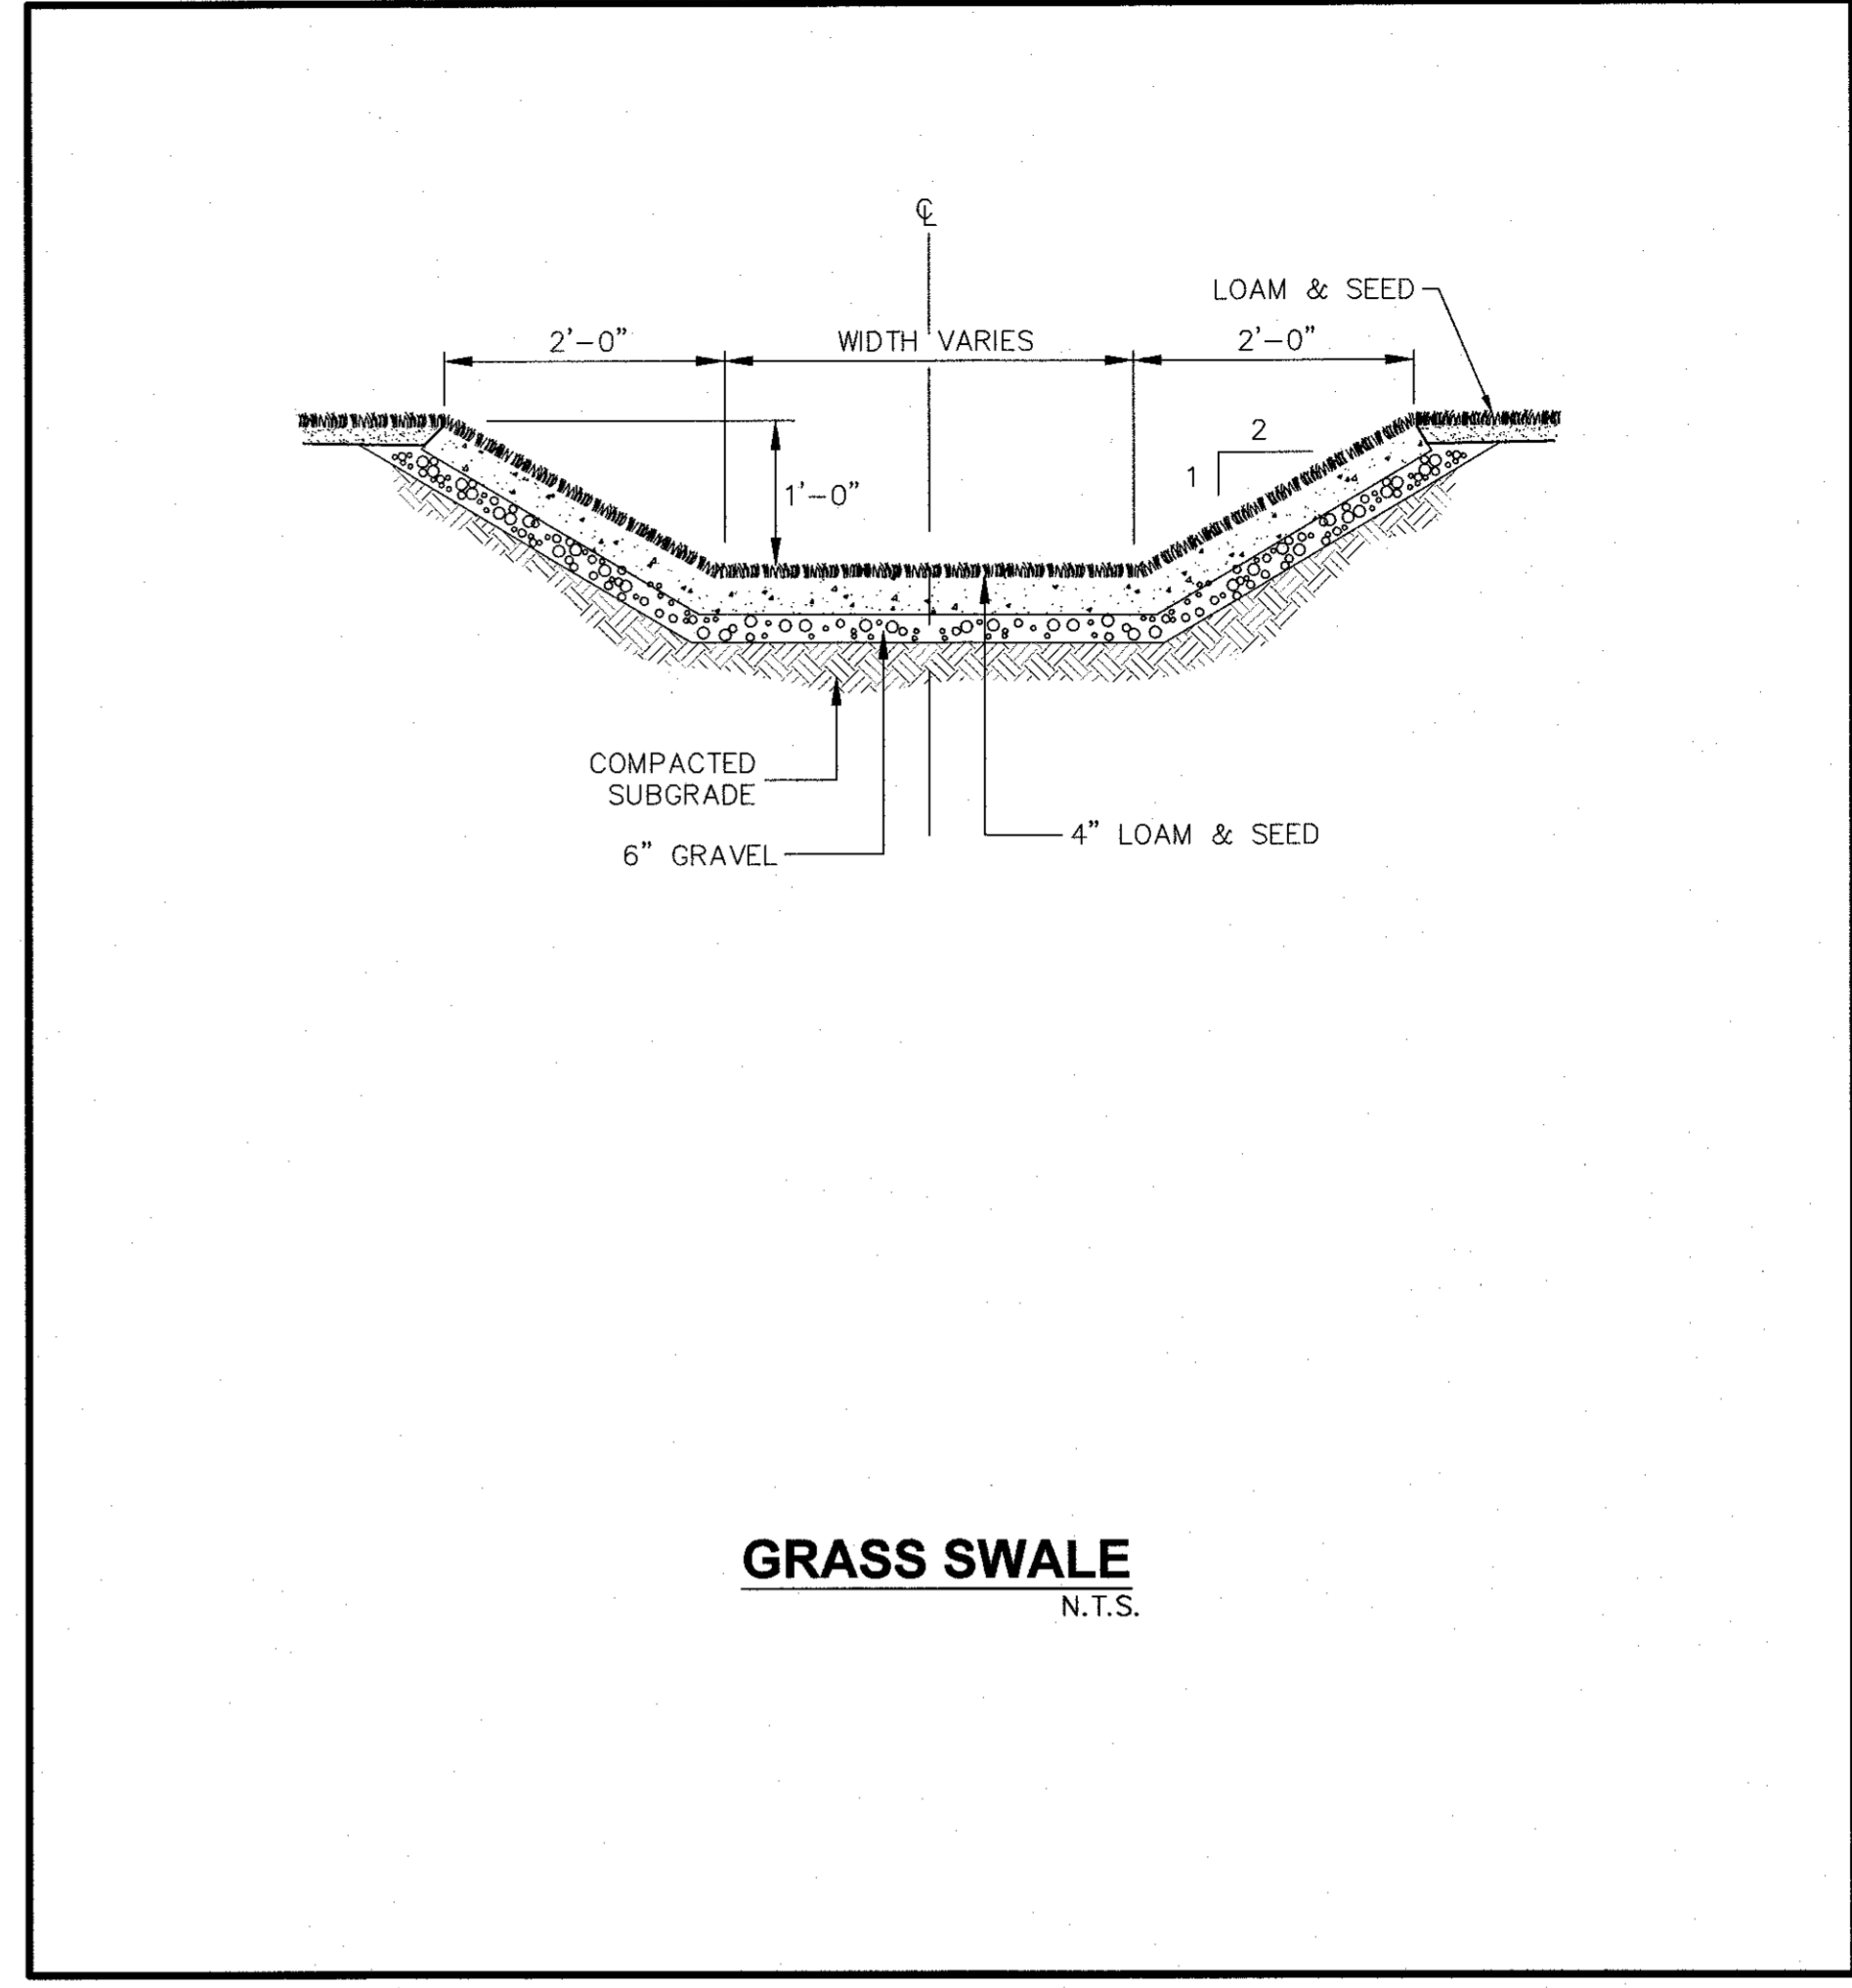 ℄
LOAM & SEED
2'-0"
WIDTH VARIES
2'-0"
2
1
1'-0"
COMPACTED
SUBGRADE
4" LOAM & SEED
6" GRAVEL
GRASS SWALE
N.T.S.